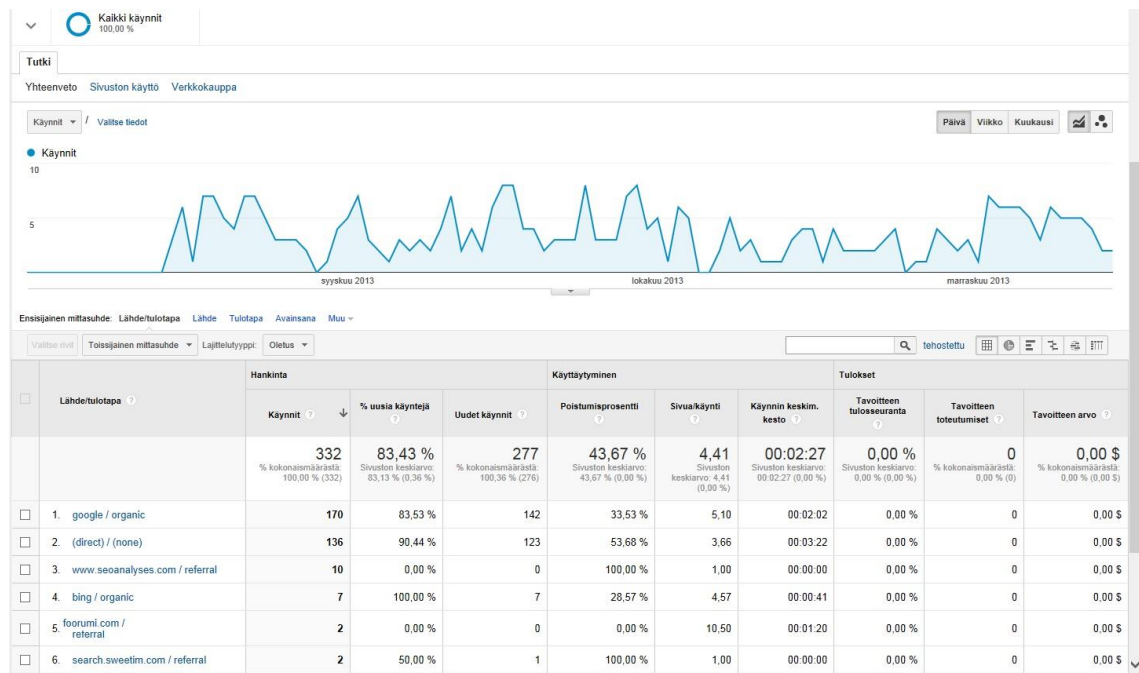 Kaikki käynnit
100,00 %
Tutki
Yhteenveto Sivuston käyttö Verkkokauppa
Käynnit / Valitse tiedot Päivä Viikko Kuukausi
Käynnit
10
5
syyskuu 2013 lokakuu 2013 marraskuu 2013
Ensisijainen mittasuhde: Lähde/tulotapa Lähde Tulotapa Avainsana Muu
Valitse rivit Toissijainen mittasuhde Lajittelutyyppi: Oletus tehostettu
Hankinta Käyttäytyminen Tulokset
Lähde/tulotapa ? Käynnit ? % uusia käyntejä ? Uudet käynnit ? Poistumisprosentti ? Sivua/käynti ? Käynnin keskim. kesto ? Tavoitteen tulosseuranta ? Tavoitteen toteutumiset ? Tavoitteen arvo ?
332 83,43 % 277 43,67 % 4,41 00:02:27 0,00 % 0 0,00 $
% kokonaismäärästä: 100,00 % (332) Sivuston keskiarvo: 83,13 % (0,36 %) % kokonaismäärästä: 100,36 % (276) Sivuston keskiarvo: 43,67 % (0,00 %) Sivuston keskiarvo: 4,41 (0,00 %) Sivuston keskiarvo: 00:02:27 (0,00 %) Sivuston keskiarvo: 0,00 % (0,00 %) % kokonaismäärästä: 0,00 % (0) % kokonaismäärästä: 0,00 % (0,00 $)
1. google / organic 170 83,53 % 142 33,53 % 5,10 00:02:02 0,00 % 0 0,00 $
2. (direct) / (none) 136 90,44 % 123 53,68 % 3,66 00:03:22 0,00 % 0 0,00 $
3. www.seoanalyses.com / referral 10 0,00 % 0 100,00 % 1,00 00:00:00 0,00 % 0 0,00 $
4. bing / organic 7 100,00 % 7 28,57 % 4,57 00:00:41 0,00 % 0 0,00 $
5. foorumi.com / referral 2 0,00 % 0 0,00 % 10,50 00:01:20 0,00 % 0 0,00 $
6. search.sweetim.com / referral 2 50,00 % 1 100,00 % 1,00 00:00:00 0,00 % 0 0,00 $